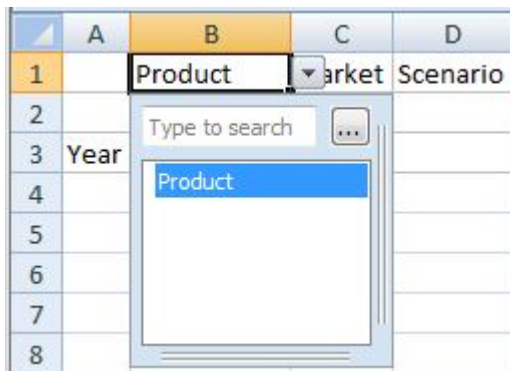 A B C D
1 Product arket Scenario
2 Type to search ...
3 Year
Product
4
5
6
7
8